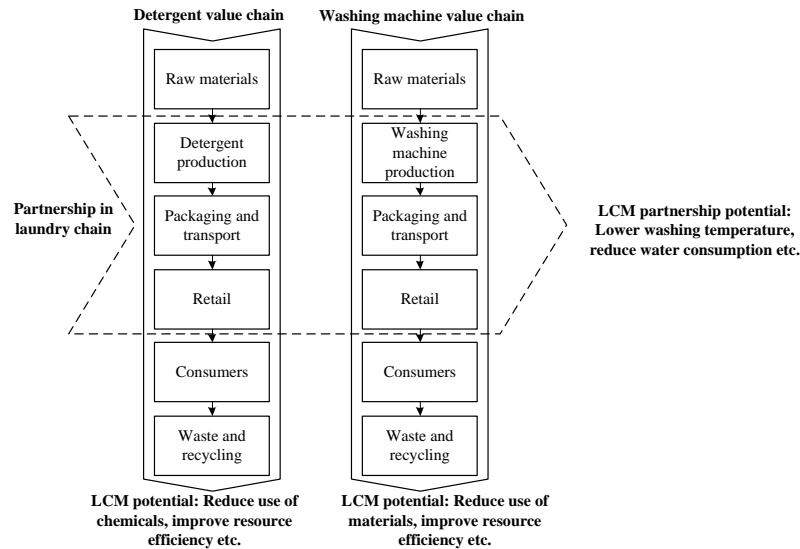 Detergent value chain
Washing machine value chain
Raw materials
Raw materials
Detergent
production
Washing
machine
production
Packaging and
transport
Packaging and
transport
Partnership in
laundry chain
LCM partnership potential:
Lower washing temperature,
reduce water consumption etc.
Retail
Retail
Consumers
Consumers
Waste and
recycling
Waste and
recycling
LCM potential: Reduce use of
chemicals, improve resource
efficiency etc.
LCM potential: Reduce use of
materials, improve resource
efficiency etc.